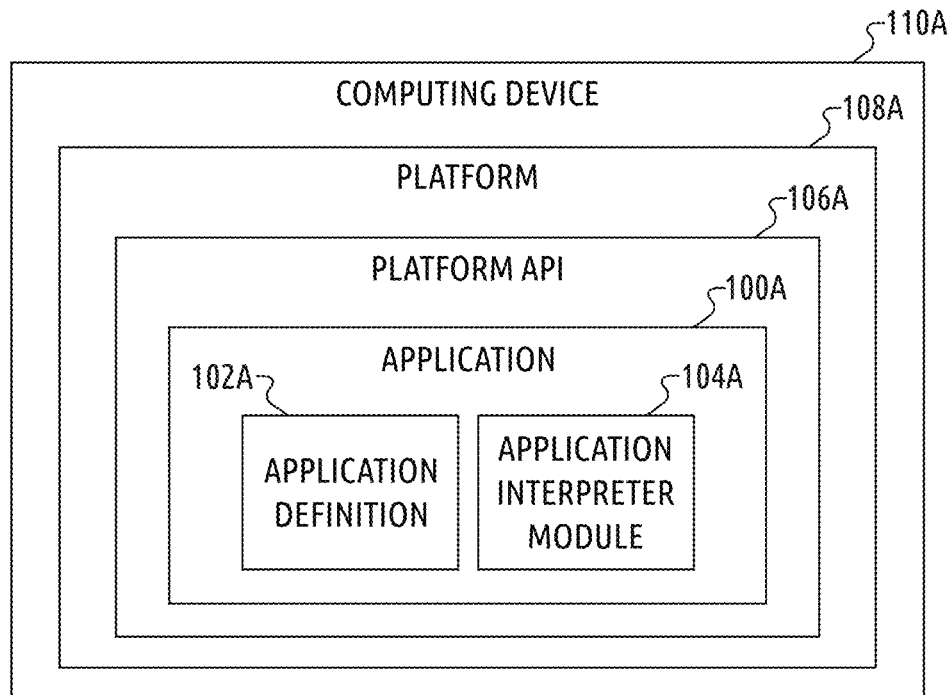 110A
COMPUTING DEVICE
108A
PLATFORM
106A
PLATFORM API
100A
APPLICATION
102A
104A
APPLICATION
DEFINITION
APPLICATION
INTERPRETER
MODULE